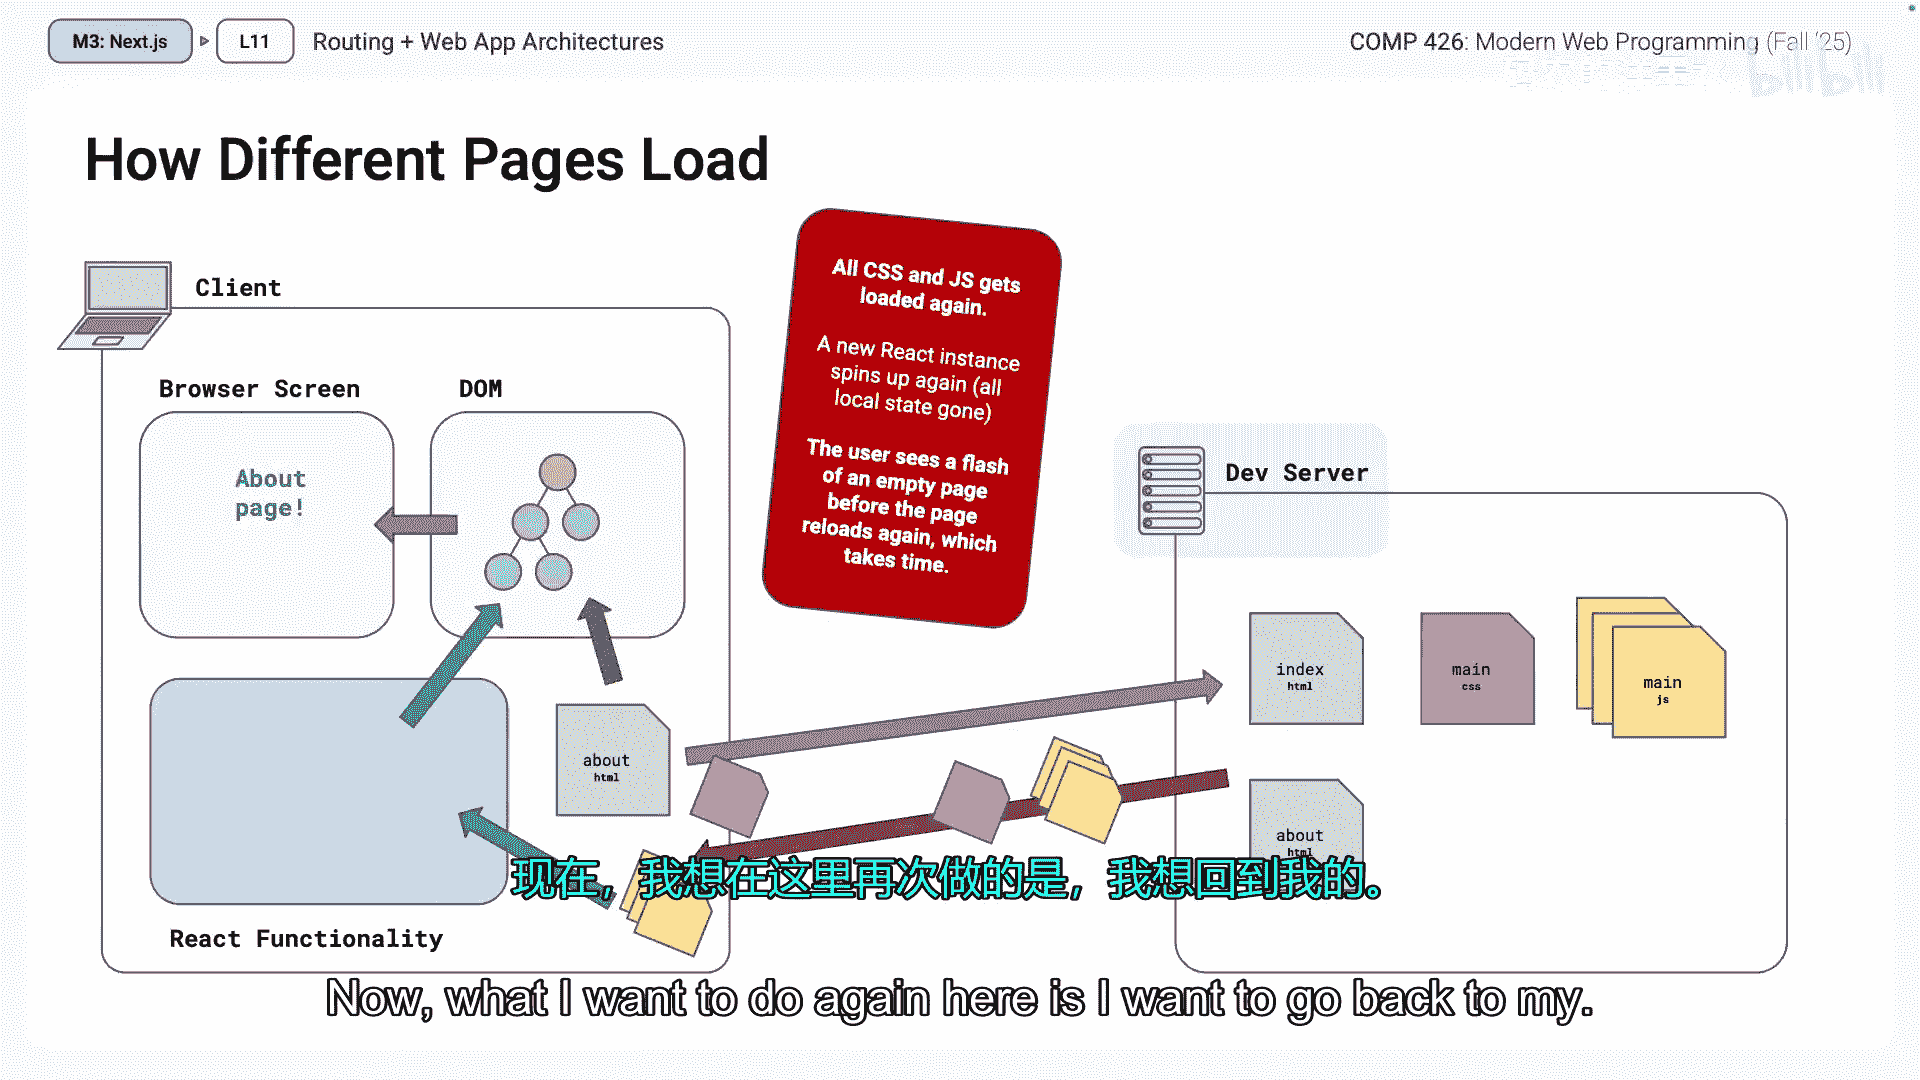 M3: Next.js
L11
Routing + Web App Architectures
COMP 426: Modern Web Programming (Fall '25)
bilibili
How Different Pages Load
Client
Browser Screen
DOM
About
page!
All CSS and JS gets
loaded again.
A new React instance
spins up again (all
local state gone)
The user sees a flash
of an empty page
before the page
reloads again, which
takes time.
Dev Server
index
html
main
css
main
js
about
html
about
html
React Functionality
现在，我想在这里再次做的是，我想回到我的。
Now, what I want to do again here is I want to go back to my.